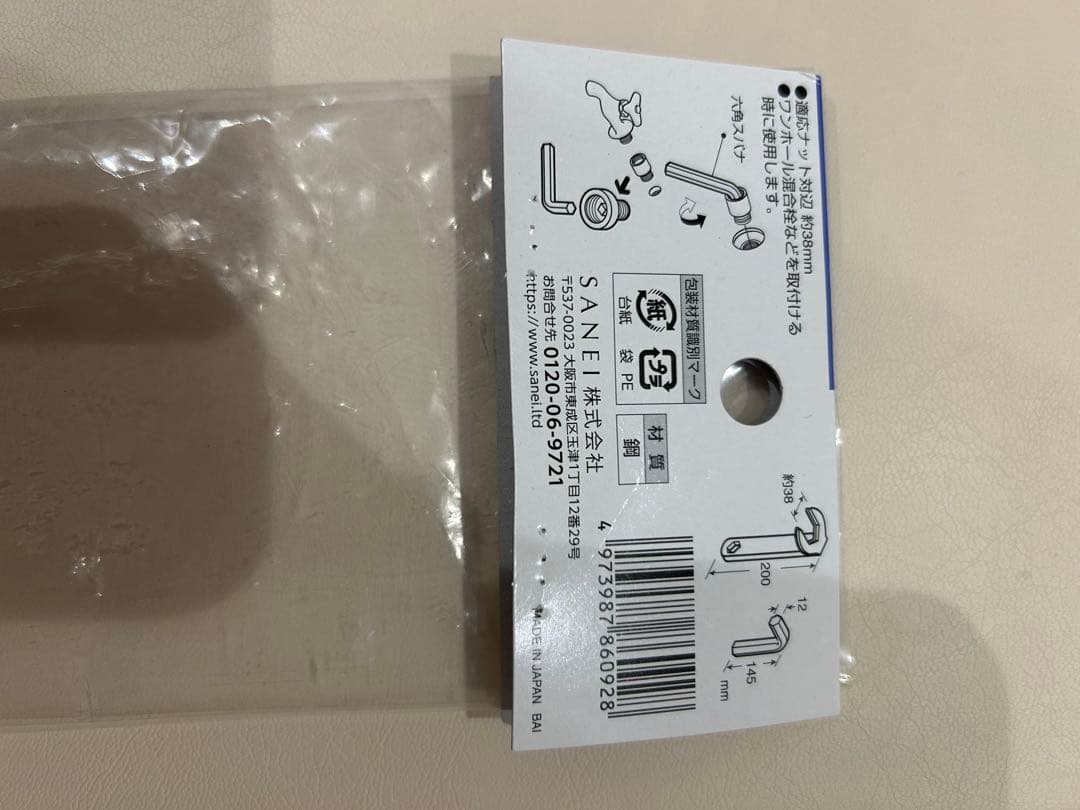 ●適応ナット対辺 約38mm
●ワンホール混合栓などを取付ける
時に使用します。
六角スパナ
包装材質識別マーク
紙
プラ
台紙
袋 PE
材質
鋼
SANEI株式会社
〒537-0023 大阪市東成区玉津1丁目12番29号
お問合せ先 0120-06-9721
https://www.sanei.ltd
約38
200
12
145
mm
4 973987 860928
MADE IN JAPAN BAI